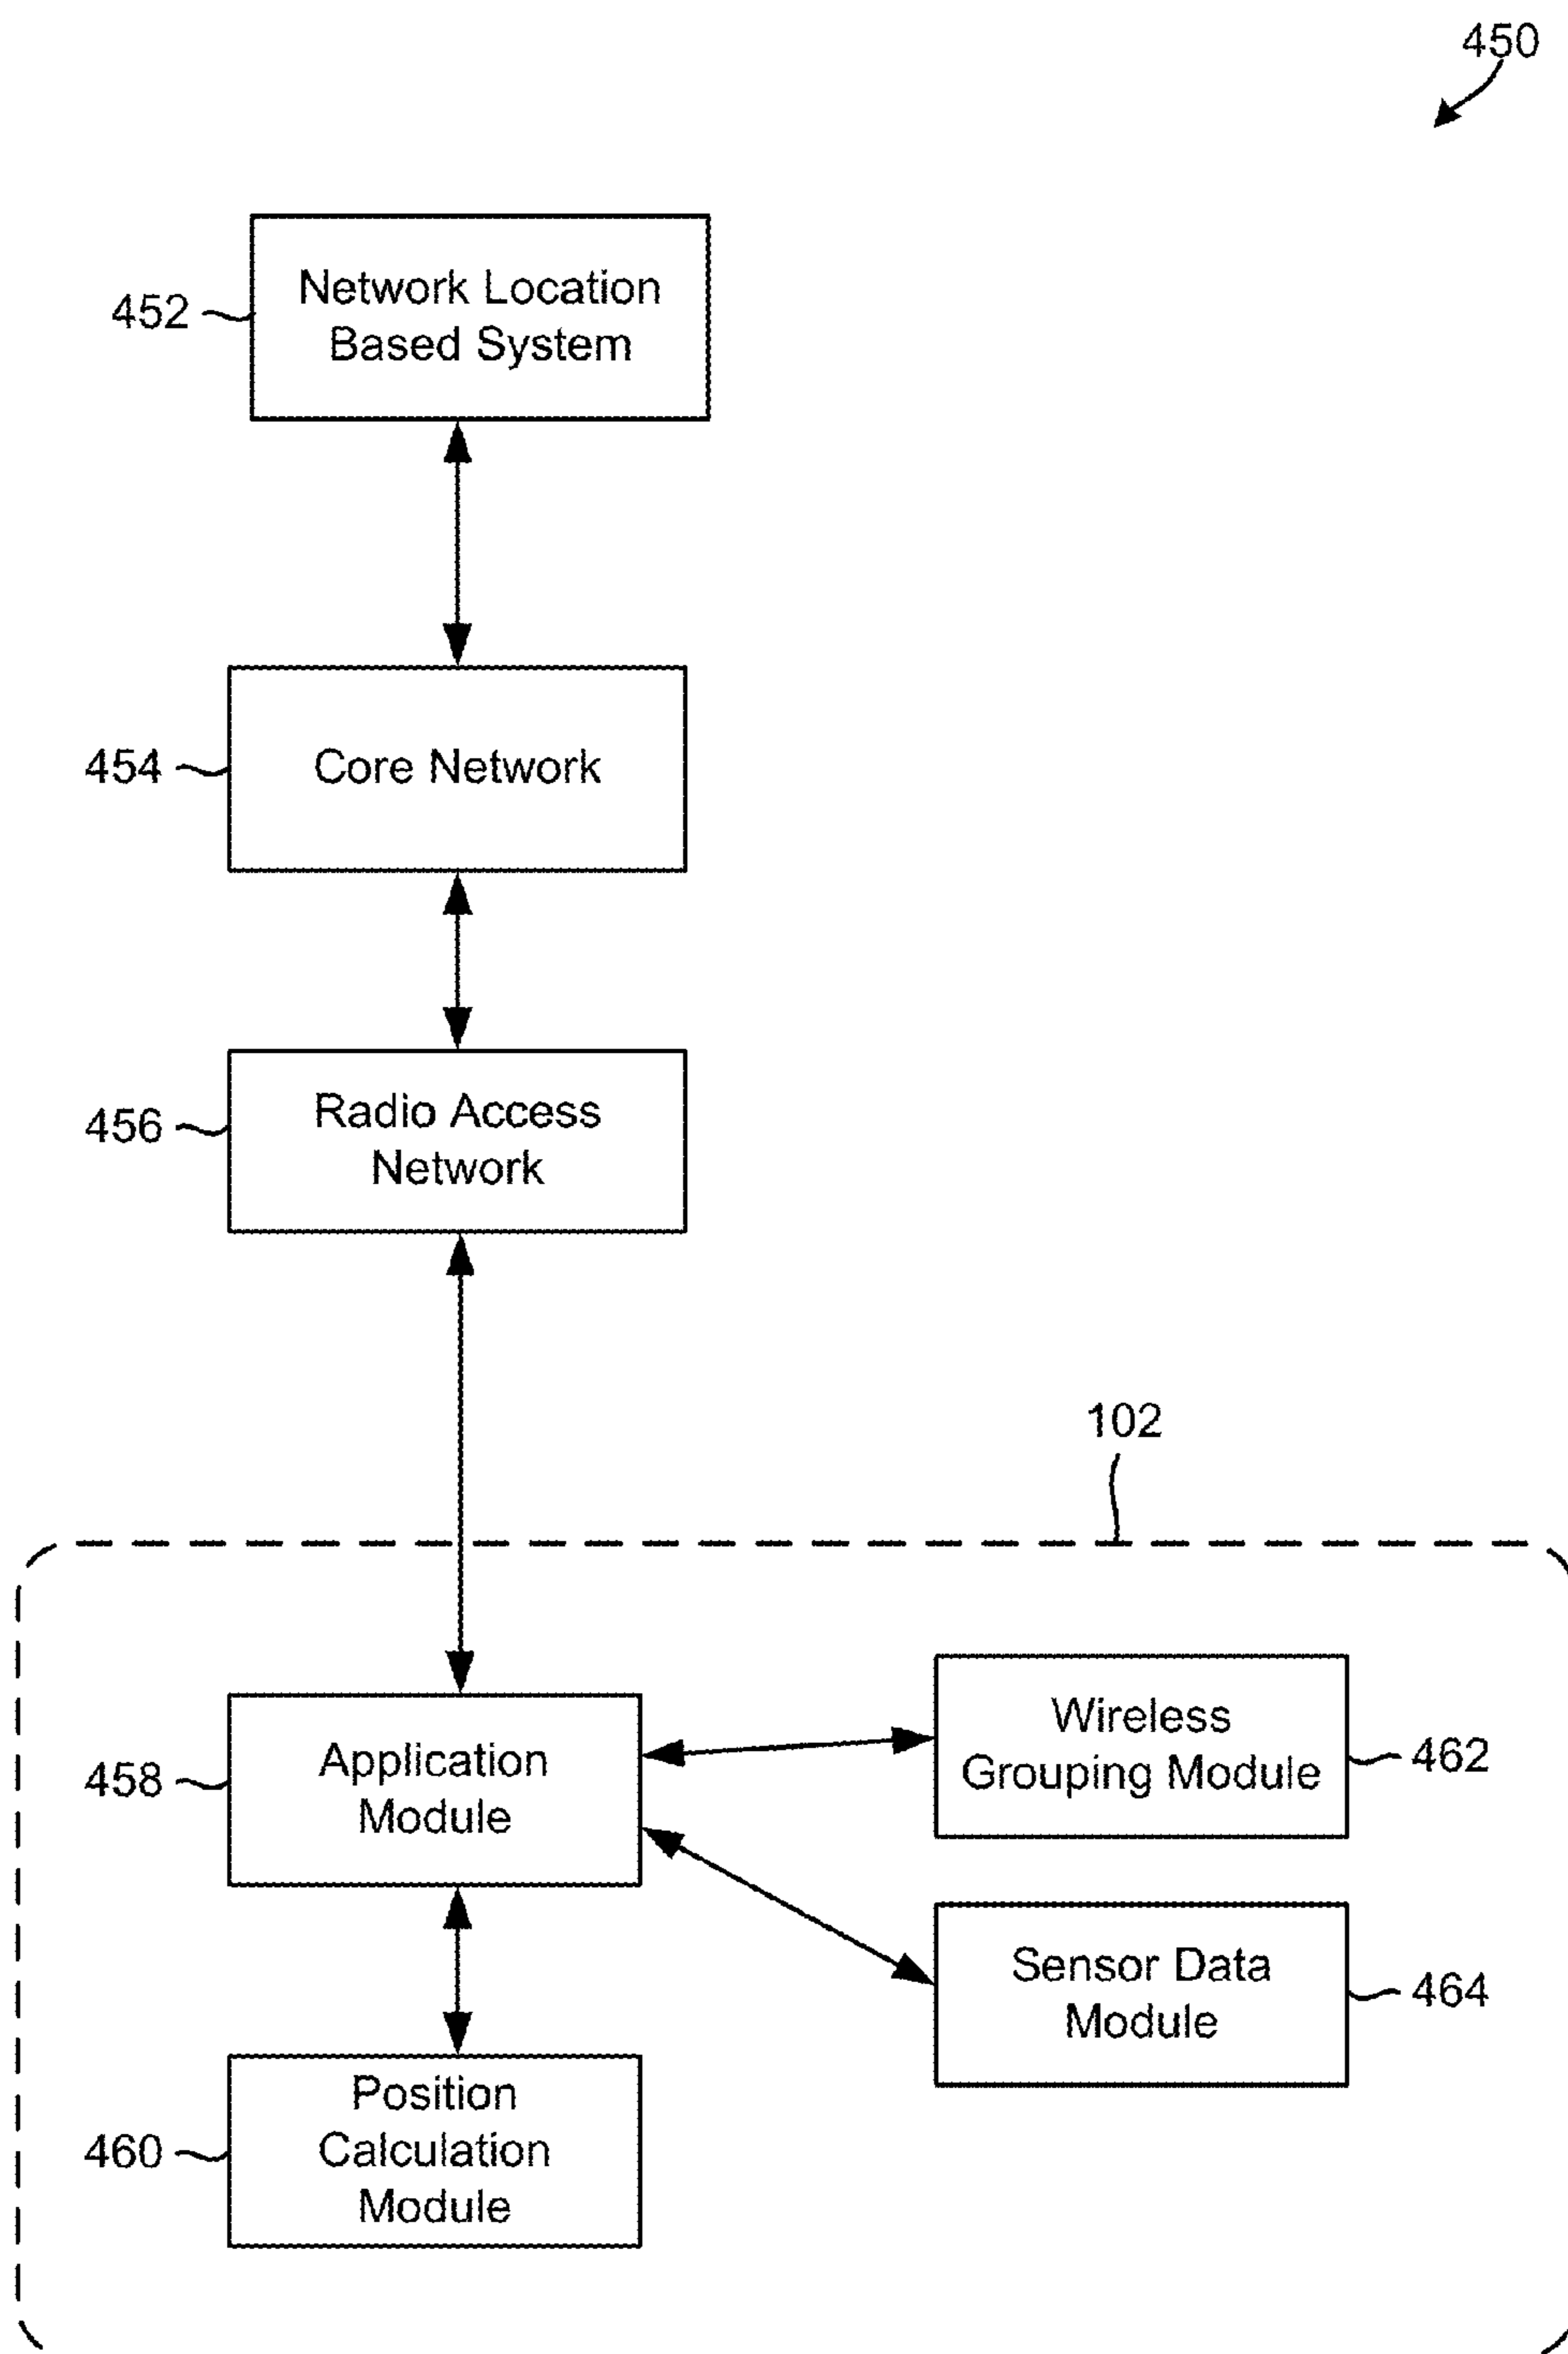 450
Network Location
Based System
452
Core Network
454
Radio Access
Network
456
102
Application
Module
458
Wireless
Grouping Module
462
Sensor Data
Module
464
Position
Calculation
Module
460